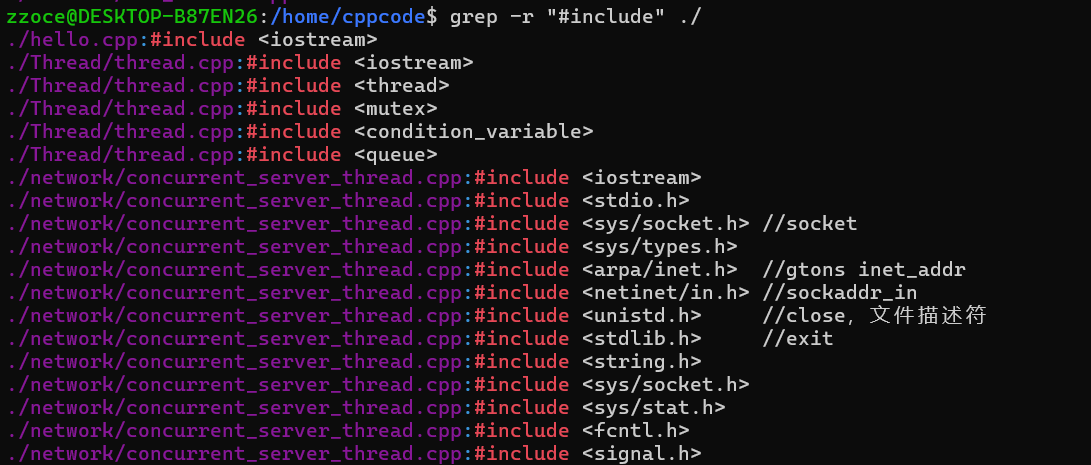 zzoce@DESKTOP-B87EN26:/home/cppcode$ grep -r "#include" ./
./hello.cpp:#include <iostream>
./Thread/thread.cpp:#include <iostream>
./Thread/thread.cpp:#include <thread>
./Thread/thread.cpp:#include <mutex>
./Thread/thread.cpp:#include <condition_variable>
./Thread/thread.cpp:#include <queue>
./network/concurrent_server_thread.cpp:#include <iostream>
./network/concurrent_server_thread.cpp:#include <stdio.h>
./network/concurrent_server_thread.cpp:#include <sys/socket.h> //socket
./network/concurrent_server_thread.cpp:#include <sys/types.h>
./network/concurrent_server_thread.cpp:#include <arpa/inet.h>  //gtons inet_addr
./network/concurrent_server_thread.cpp:#include <netinet/in.h> //sockaddr_in
./network/concurrent_server_thread.cpp:#include <unistd.h>     //close，文件描述符
./network/concurrent_server_thread.cpp:#include <stdlib.h>     //exit
./network/concurrent_server_thread.cpp:#include <string.h>
./network/concurrent_server_thread.cpp:#include <sys/socket.h>
./network/concurrent_server_thread.cpp:#include <sys/stat.h>
./network/concurrent_server_thread.cpp:#include <fcntl.h>
./network/concurrent_server_thread.cpp:#include <signal.h>